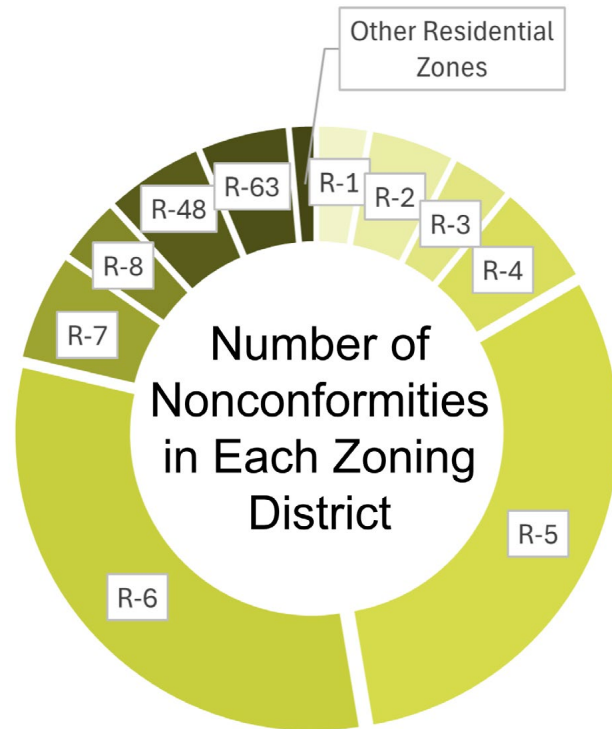 Other Residential
Zones
R-1
R-2
R-3
R-4
R-5
R-6
R-7
R-8
R-48
R-63
Number of
Nonconformities
in Each Zoning
District